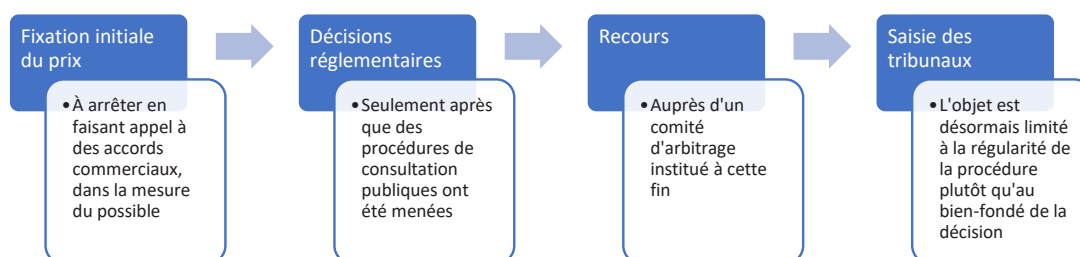 Fixation initiale
du prix
•À arrêter en
faisant appel à
des accords
commerciaux,
dans la mesure
du possible
Décisions
réglementaires
•Seulement après
que des
procédures de
consultation
publiques ont
été menées
Recours
•Auprès d'un
comité
d'arbitrage
institué à cette
fin
Saisie des
tribunaux
•L'objet est
désormais limité
à la régularité de
la procédure
plutôt qu'au
bien-fondé de la
décision